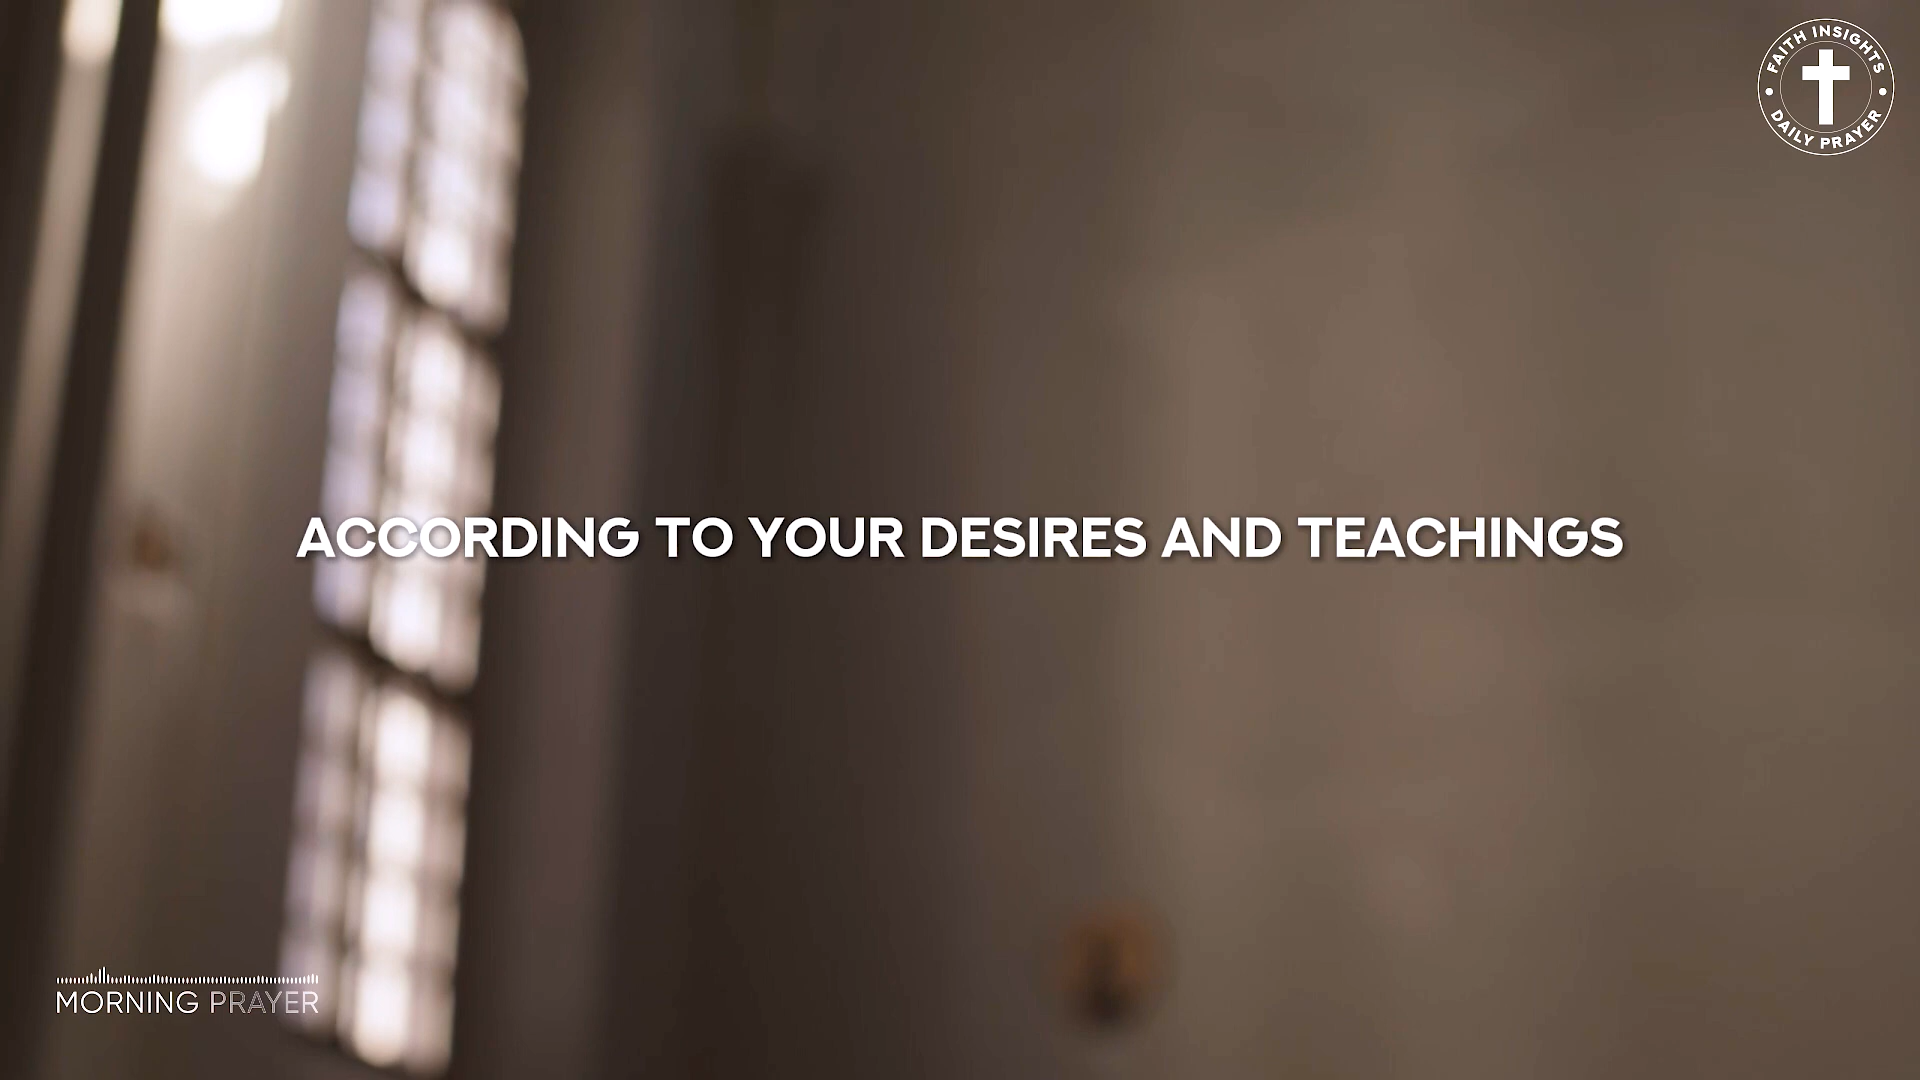 FAITH INSIGHTS
DAILY PRAYER
ACCORDING TO YOUR DESIRES AND TEACHINGS
MORNING PRAYER